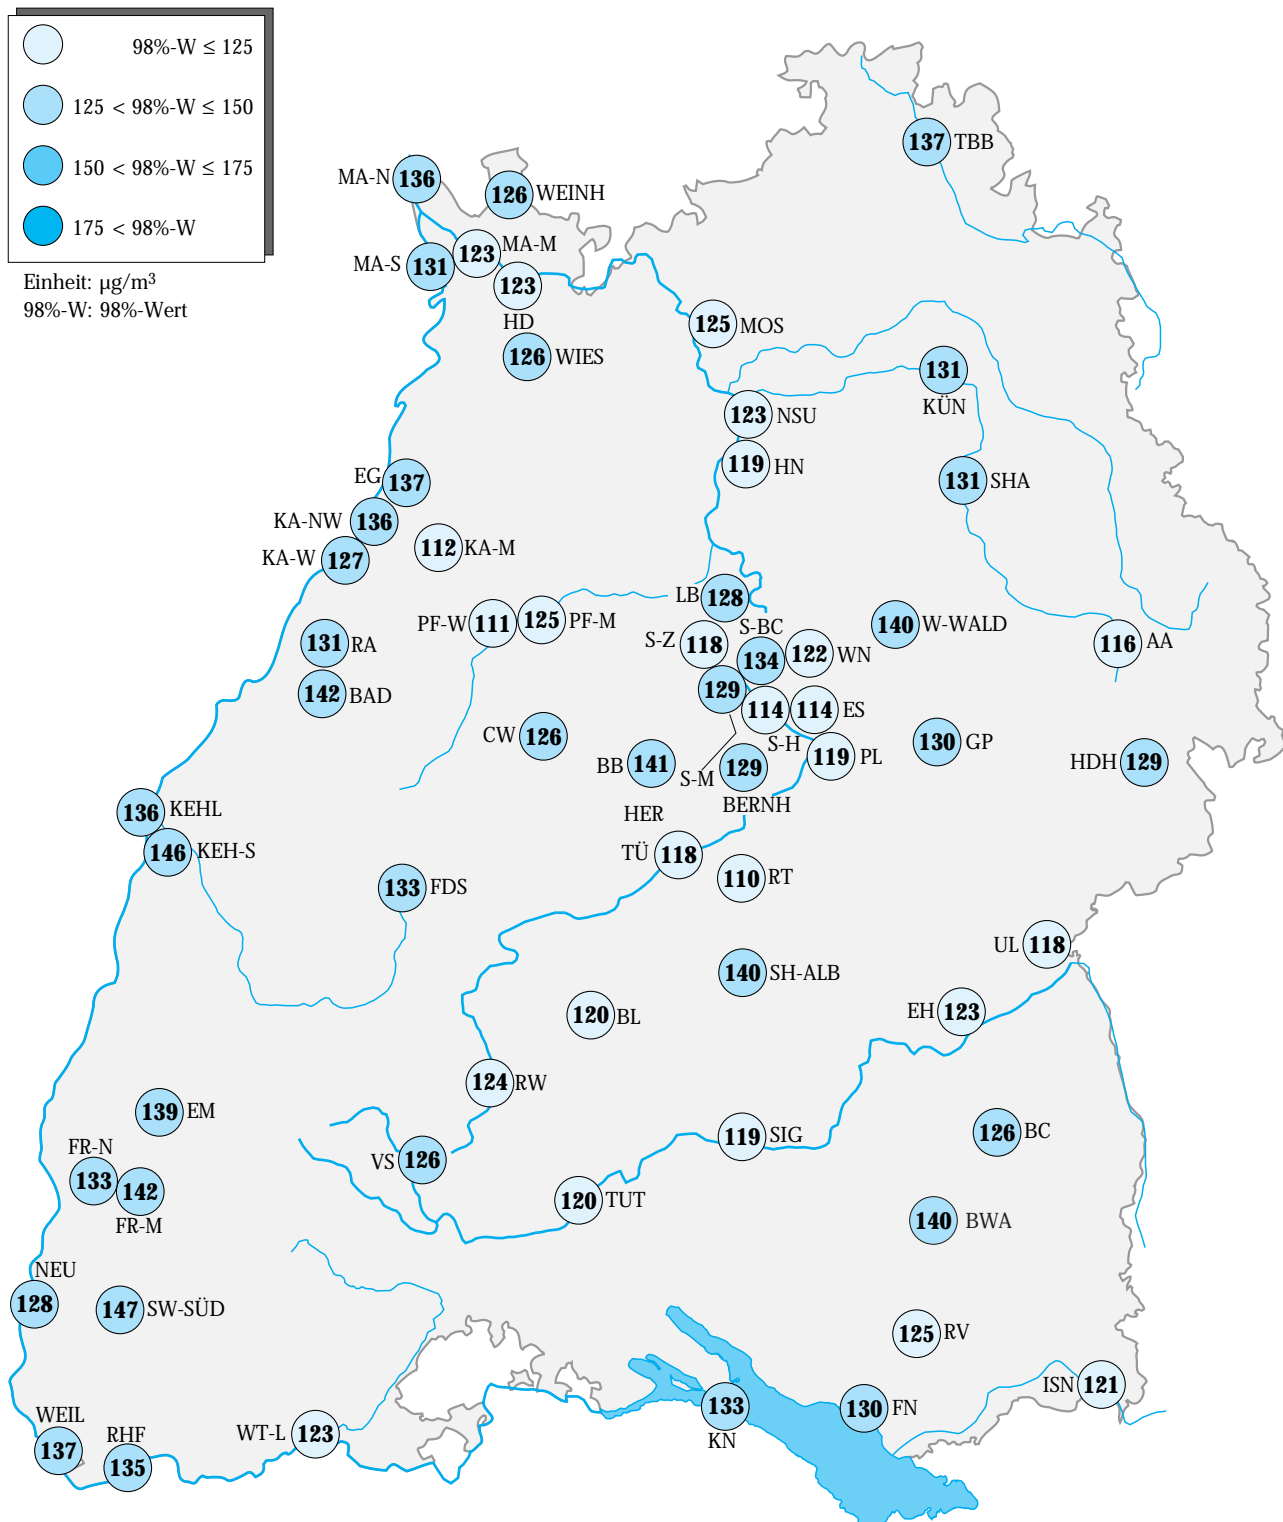 98%-W ≤ 125
125 < 98%-W ≤ 150
150 < 98%-W ≤ 175
175 < 98%-W
Einheit: µg/m³
98%-W: 98%-Wert
137 TBB
MA-N 136
126 WEINH
MA-M
123
MA-S 131
123
HD
125 MOS
126 WIES
131
KÜN
123 NSU
119 HN
EG 137
131 SHA
KA-NW 136
112 KA-M
KA-W 127
LB 128
PF-W 111
125 PF-M
S-Z 118
S-BC
134
122 WN
140 W-WALD
116 AA
131 RA
142 BAD
129
S-M
114
S-H
114 ES
CW 126
130 GP
119 PL
BB 141
129
BERNH
HDH 129
136 KEHL
HER
146 KEH-S
TÜ 118
110 RT
133 FDS
UL 118
140 SH-ALB
120 BL
EH 123
124 RW
139 EM
119 SIG
126 BC
FR-N
133
VS 126
142
FR-M
120 TUT
140 BWA
NEU
128
147 SW-SÜD
125 RV
ISN 121
133
KN
130 FN
WEIL
137
RHF
135
WT-L 123